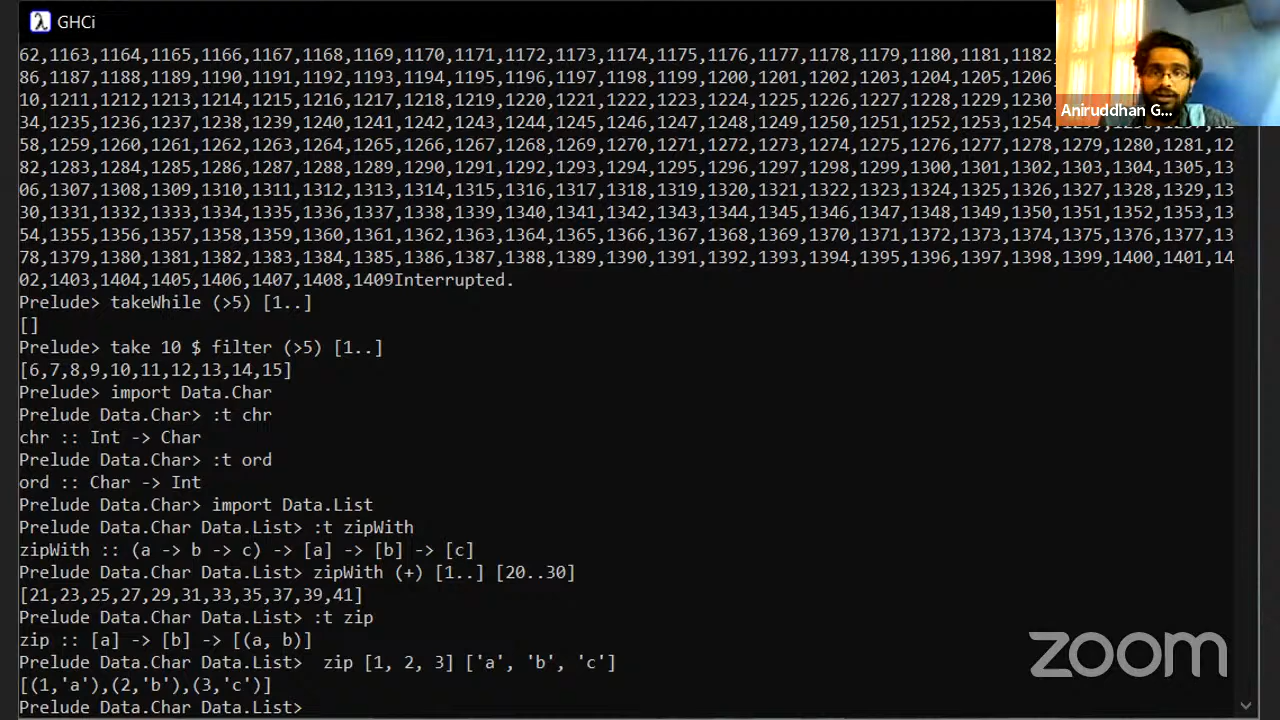 GHCi
62,1163,1164,1165,1166,1167,1168,1169,1170,1171,1172,1173,1174,1175,1176,1177,1178,1179,1180,1181,1182
86,1187,1188,1189,1190,1191,1192,1193,1194,1195,1196,1197,1198,1199,1200,1201,1202,1203,1204,1205,1206
10,1211,1212,1213,1214,1215,1216,1217,1218,1219,1220,1221,1222,1223,1224,1225,1226,1227,1228,1229,1230
Aniruddhan G...
34,1235,1236,1237,1238,1239,1240,1241,1242,1243,1244,1245,1246,1247,1248,1249,1250,1251,1252,1253,1254
58,1259,1260,1261,1262,1263,1264,1265,1266,1267,1268,1269,1270,1271,1272,1273,1274,1275,1276,1277,1278,1279,1280,1281,12
82,1283,1284,1285,1286,1287,1288,1289,1290,1291,1292,1293,1294,1295,1296,1297,1298,1299,1300,1301,1302,1303,1304,1305,13
06,1307,1308,1309,1310,1311,1312,1313,1314,1315,1316,1317,1318,1319,1320,1321,1322,1323,1324,1325,1326,1327,1328,1329,13
30,1331,1332,1333,1334,1335,1336,1337,1338,1339,1340,1341,1342,1343,1344,1345,1346,1347,1348,1349,1350,1351,1352,1353,13
54,1355,1356,1357,1358,1359,1360,1361,1362,1363,1364,1365,1366,1367,1368,1369,1370,1371,1372,1373,1374,1375,1376,1377,13
78,1379,1380,1381,1382,1383,1384,1385,1386,1387,1388,1389,1390,1391,1392,1393,1394,1395,1396,1397,1398,1399,1400,1401,14
02,1403,1404,1405,1406,1407,1408,1409Interrupted.
Prelude> takeWhile (>5) [1..]
[]
Prelude> take 10 $ filter (>5) [1..]
[6,7,8,9,10,11,12,13,14,15]
Prelude> import Data.Char
Prelude Data.Char> :t chr
chr :: Int -> Char
Prelude Data.Char> :t ord
ord :: Char -> Int
Prelude Data.Char> import Data.List
Prelude Data.Char Data.List> :t zipWith
zipWith :: (a -> b -> c) -> [a] -> [b] -> [c]
Prelude Data.Char Data.List> zipWith (+) [1..] [20..30]
[21,23,25,27,29,31,33,35,37,39,41]
Prelude Data.Char Data.List> :t zip
zip :: [a] -> [b] -> [(a, b)]
Prelude Data.Char Data.List>  zip [1, 2, 3] ['a', 'b', 'c']
[(1,'a'),(2,'b'),(3,'c')]
Prelude Data.Char Data.List>
zoom